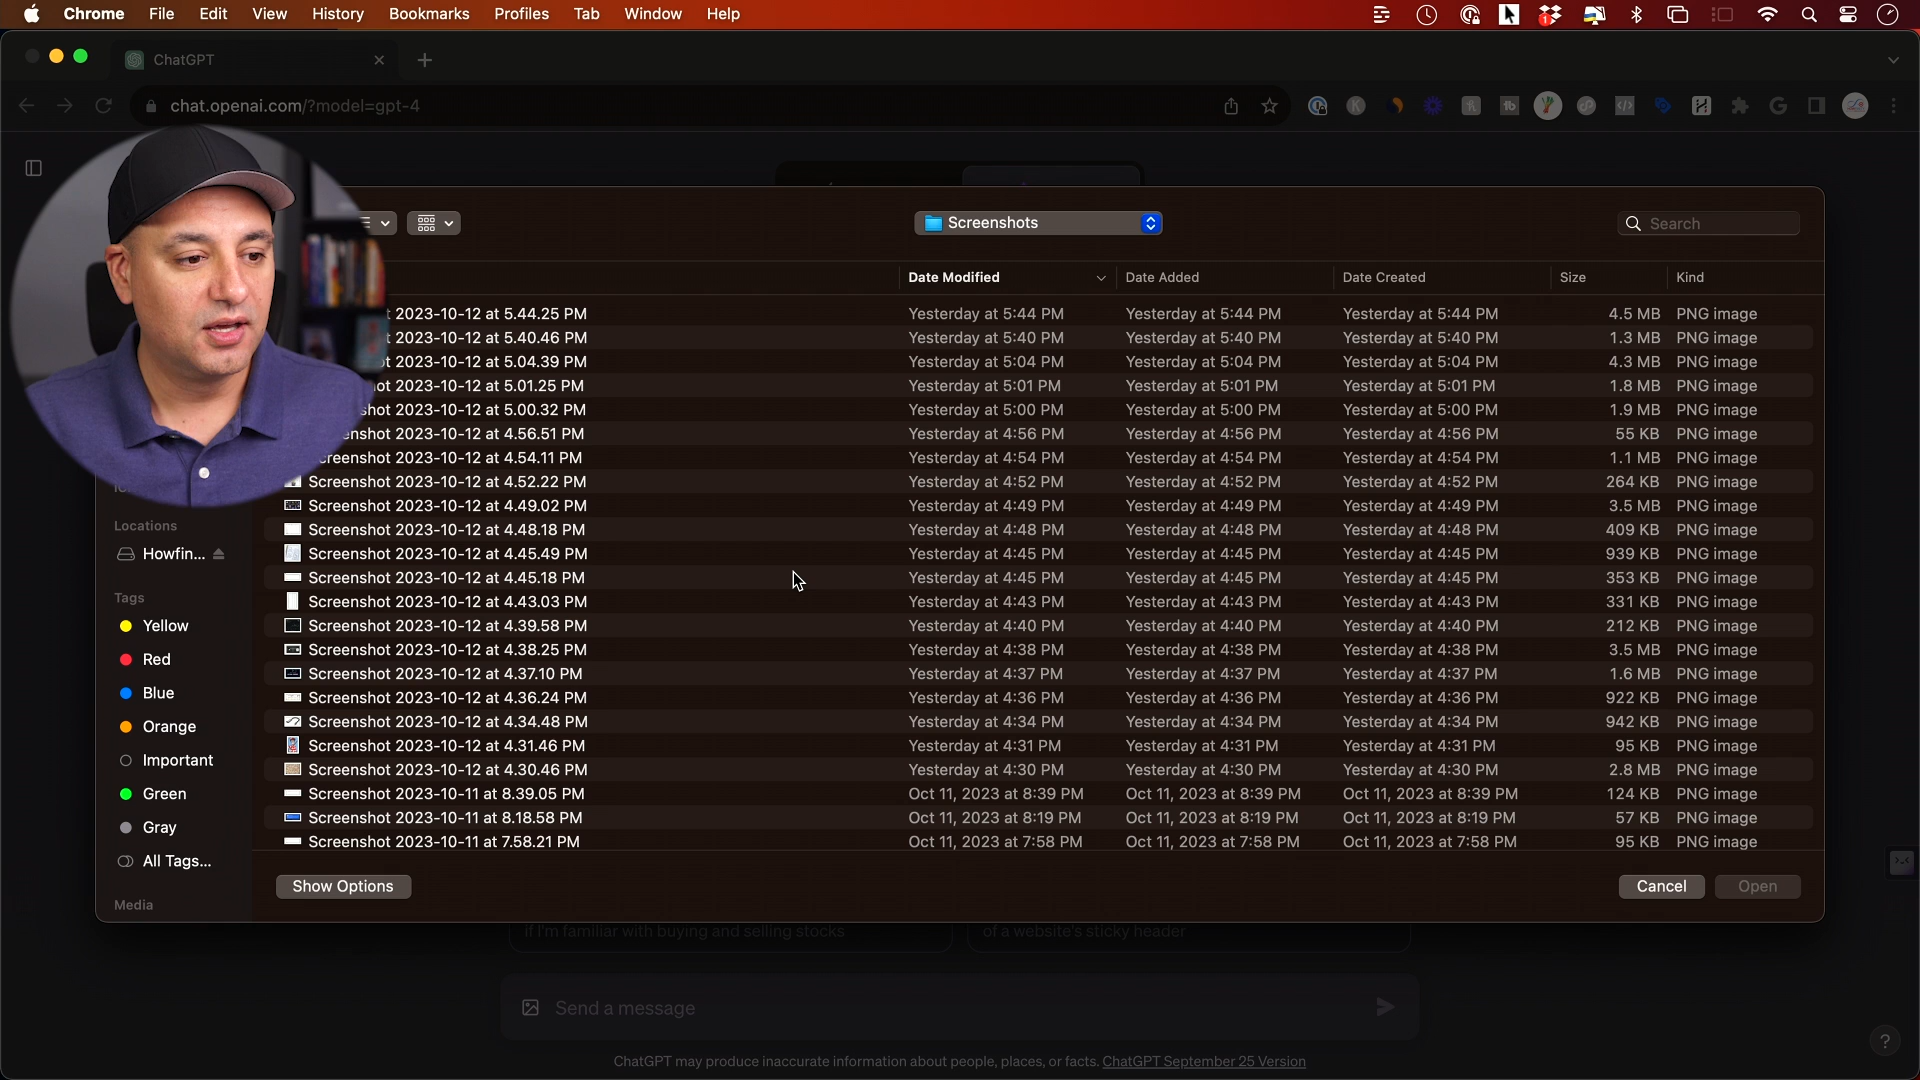 Chrome File Edit View History Bookmarks Profiles Tab Window Help
ChatGPT
chat.openai.com/?model=gpt-4
Screenshots
Search
Date Modified Date Added Date Created Size Kind
t 2023-10-12 at 5.44.25 PM Yesterday at 5:44 PM Yesterday at 5:44 PM Yesterday at 5:44 PM 4.5 MB PNG image
t 2023-10-12 at 5.40.46 PM Yesterday at 5:40 PM Yesterday at 5:40 PM Yesterday at 5:40 PM 1.3 MB PNG image
ot 2023-10-12 at 5.04.39 PM Yesterday at 5:04 PM Yesterday at 5:04 PM Yesterday at 5:04 PM 4.3 MB PNG image
ot 2023-10-12 at 5.01.25 PM Yesterday at 5:01 PM Yesterday at 5:01 PM Yesterday at 5:01 PM 1.8 MB PNG image
shot 2023-10-12 at 5.00.32 PM Yesterday at 5:00 PM Yesterday at 5:00 PM Yesterday at 5:00 PM 1.9 MB PNG image
enshot 2023-10-12 at 4.56.51 PM Yesterday at 4:56 PM Yesterday at 4:56 PM Yesterday at 4:56 PM 55 KB PNG image
creenshot 2023-10-12 at 4.54.11 PM Yesterday at 4:54 PM Yesterday at 4:54 PM Yesterday at 4:54 PM 1.1 MB PNG image
Screenshot 2023-10-12 at 4.52.22 PM Yesterday at 4:52 PM Yesterday at 4:52 PM Yesterday at 4:52 PM 264 KB PNG image
Screenshot 2023-10-12 at 4.49.02 PM Yesterday at 4:49 PM Yesterday at 4:49 PM Yesterday at 4:49 PM 3.5 MB PNG image
Screenshot 2023-10-12 at 4.48.18 PM Yesterday at 4:48 PM Yesterday at 4:48 PM Yesterday at 4:48 PM 409 KB PNG image
Screenshot 2023-10-12 at 4.45.49 PM Yesterday at 4:45 PM Yesterday at 4:45 PM Yesterday at 4:45 PM 939 KB PNG image
Screenshot 2023-10-12 at 4.45.18 PM Yesterday at 4:45 PM Yesterday at 4:45 PM Yesterday at 4:45 PM 353 KB PNG image
Screenshot 2023-10-12 at 4.43.03 PM Yesterday at 4:43 PM Yesterday at 4:43 PM Yesterday at 4:43 PM 331 KB PNG image
Screenshot 2023-10-12 at 4.39.58 PM Yesterday at 4:40 PM Yesterday at 4:40 PM Yesterday at 4:40 PM 212 KB PNG image
Screenshot 2023-10-12 at 4.38.25 PM Yesterday at 4:38 PM Yesterday at 4:38 PM Yesterday at 4:38 PM 3.5 MB PNG image
Screenshot 2023-10-12 at 4.37.10 PM Yesterday at 4:37 PM Yesterday at 4:37 PM Yesterday at 4:37 PM 1.6 MB PNG image
Screenshot 2023-10-12 at 4.36.24 PM Yesterday at 4:36 PM Yesterday at 4:36 PM Yesterday at 4:36 PM 922 KB PNG image
Screenshot 2023-10-12 at 4.34.48 PM Yesterday at 4:34 PM Yesterday at 4:34 PM Yesterday at 4:34 PM 942 KB PNG image
Screenshot 2023-10-12 at 4.31.46 PM Yesterday at 4:31 PM Yesterday at 4:31 PM Yesterday at 4:31 PM 95 KB PNG image
Screenshot 2023-10-12 at 4.30.46 PM Yesterday at 4:30 PM Yesterday at 4:30 PM Yesterday at 4:30 PM 2.8 MB PNG image
Screenshot 2023-10-11 at 8.39.05 PM Oct 11, 2023 at 8:39 PM Oct 11, 2023 at 8:39 PM Oct 11, 2023 at 8:39 PM 124 KB PNG image
Screenshot 2023-10-11 at 8.18.58 PM Oct 11, 2023 at 8:19 PM Oct 11, 2023 at 8:19 PM Oct 11, 2023 at 8:19 PM 57 KB PNG image
Screenshot 2023-10-11 at 7.58.21 PM Oct 11, 2023 at 7:58 PM Oct 11, 2023 at 7:58 PM Oct 11, 2023 at 7:58 PM 95 KB PNG image
Locations
Howfin...
Tags
Yellow
Red
Blue
Orange
Important
Green
Gray
All Tags...
Media
Show Options
Cancel Open
if I'm familiar with buying and selling stocks
of a website's sticky header
Send a message
?
ChatGPT may produce inaccurate information about people, places, or facts. ChatGPT September 25 Version